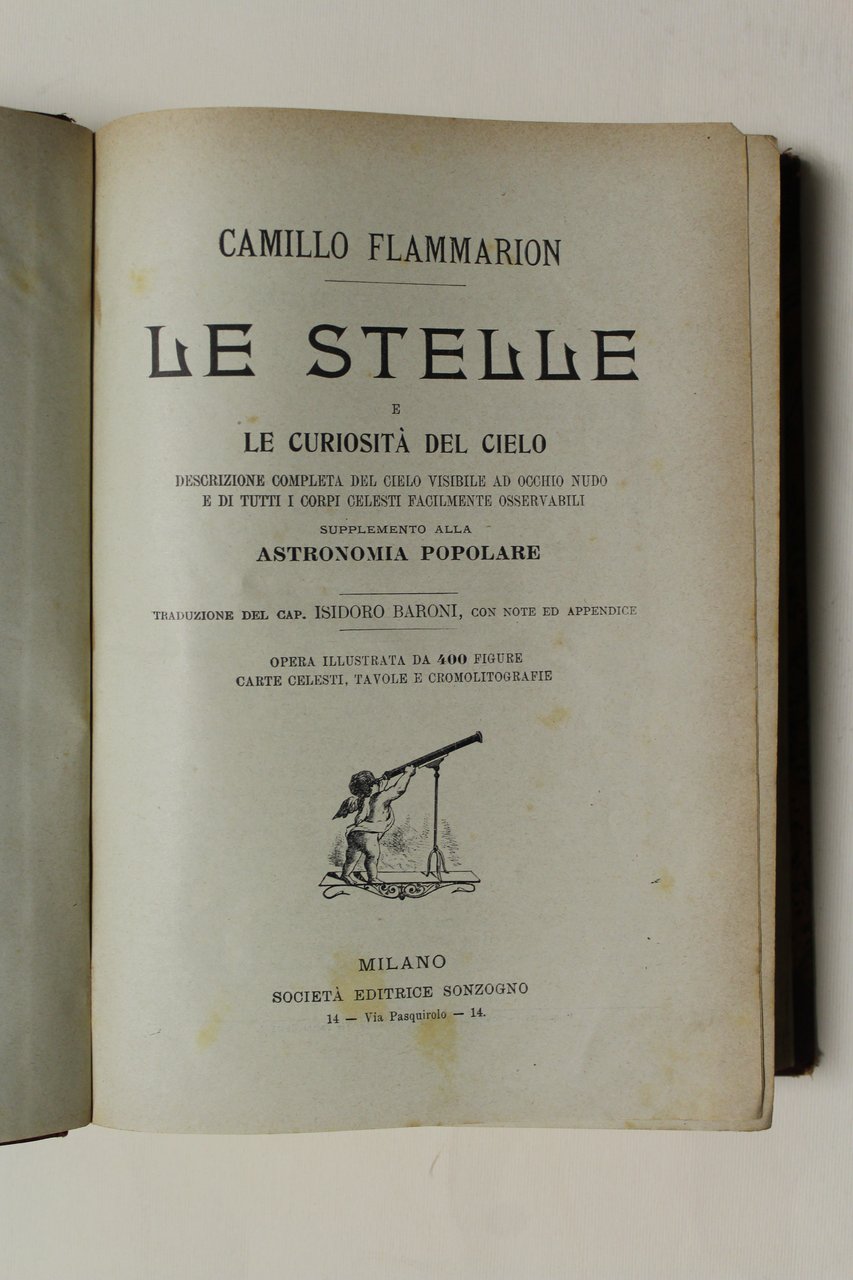 CAMILLO FLAMMARION
LE STELLE
E
LE CURIOSITÀ DEL CIELO
DESCRIZIONE COMPLETA DEL CIELO VISIBILE AD OCCHIO NUDO
E DI TUTTI I CORPI CELESTI FACILMENTE OSSERVABILI
SUPPLEMENTO ALLA
ASTRONOMIA POPOLARE
TRADUZIONE DEL CAP. ISIDORO BARONI, CON NOTE ED APPENDICE
OPERA ILLUSTRATA DA 400 FIGURE
CARTE CELESTI, TAVOLE E CROMOLITOGRAFIE
MILANO
SOCIETÀ EDITRICE SONZOGNO
14 — Via Pasquirolo — 14.